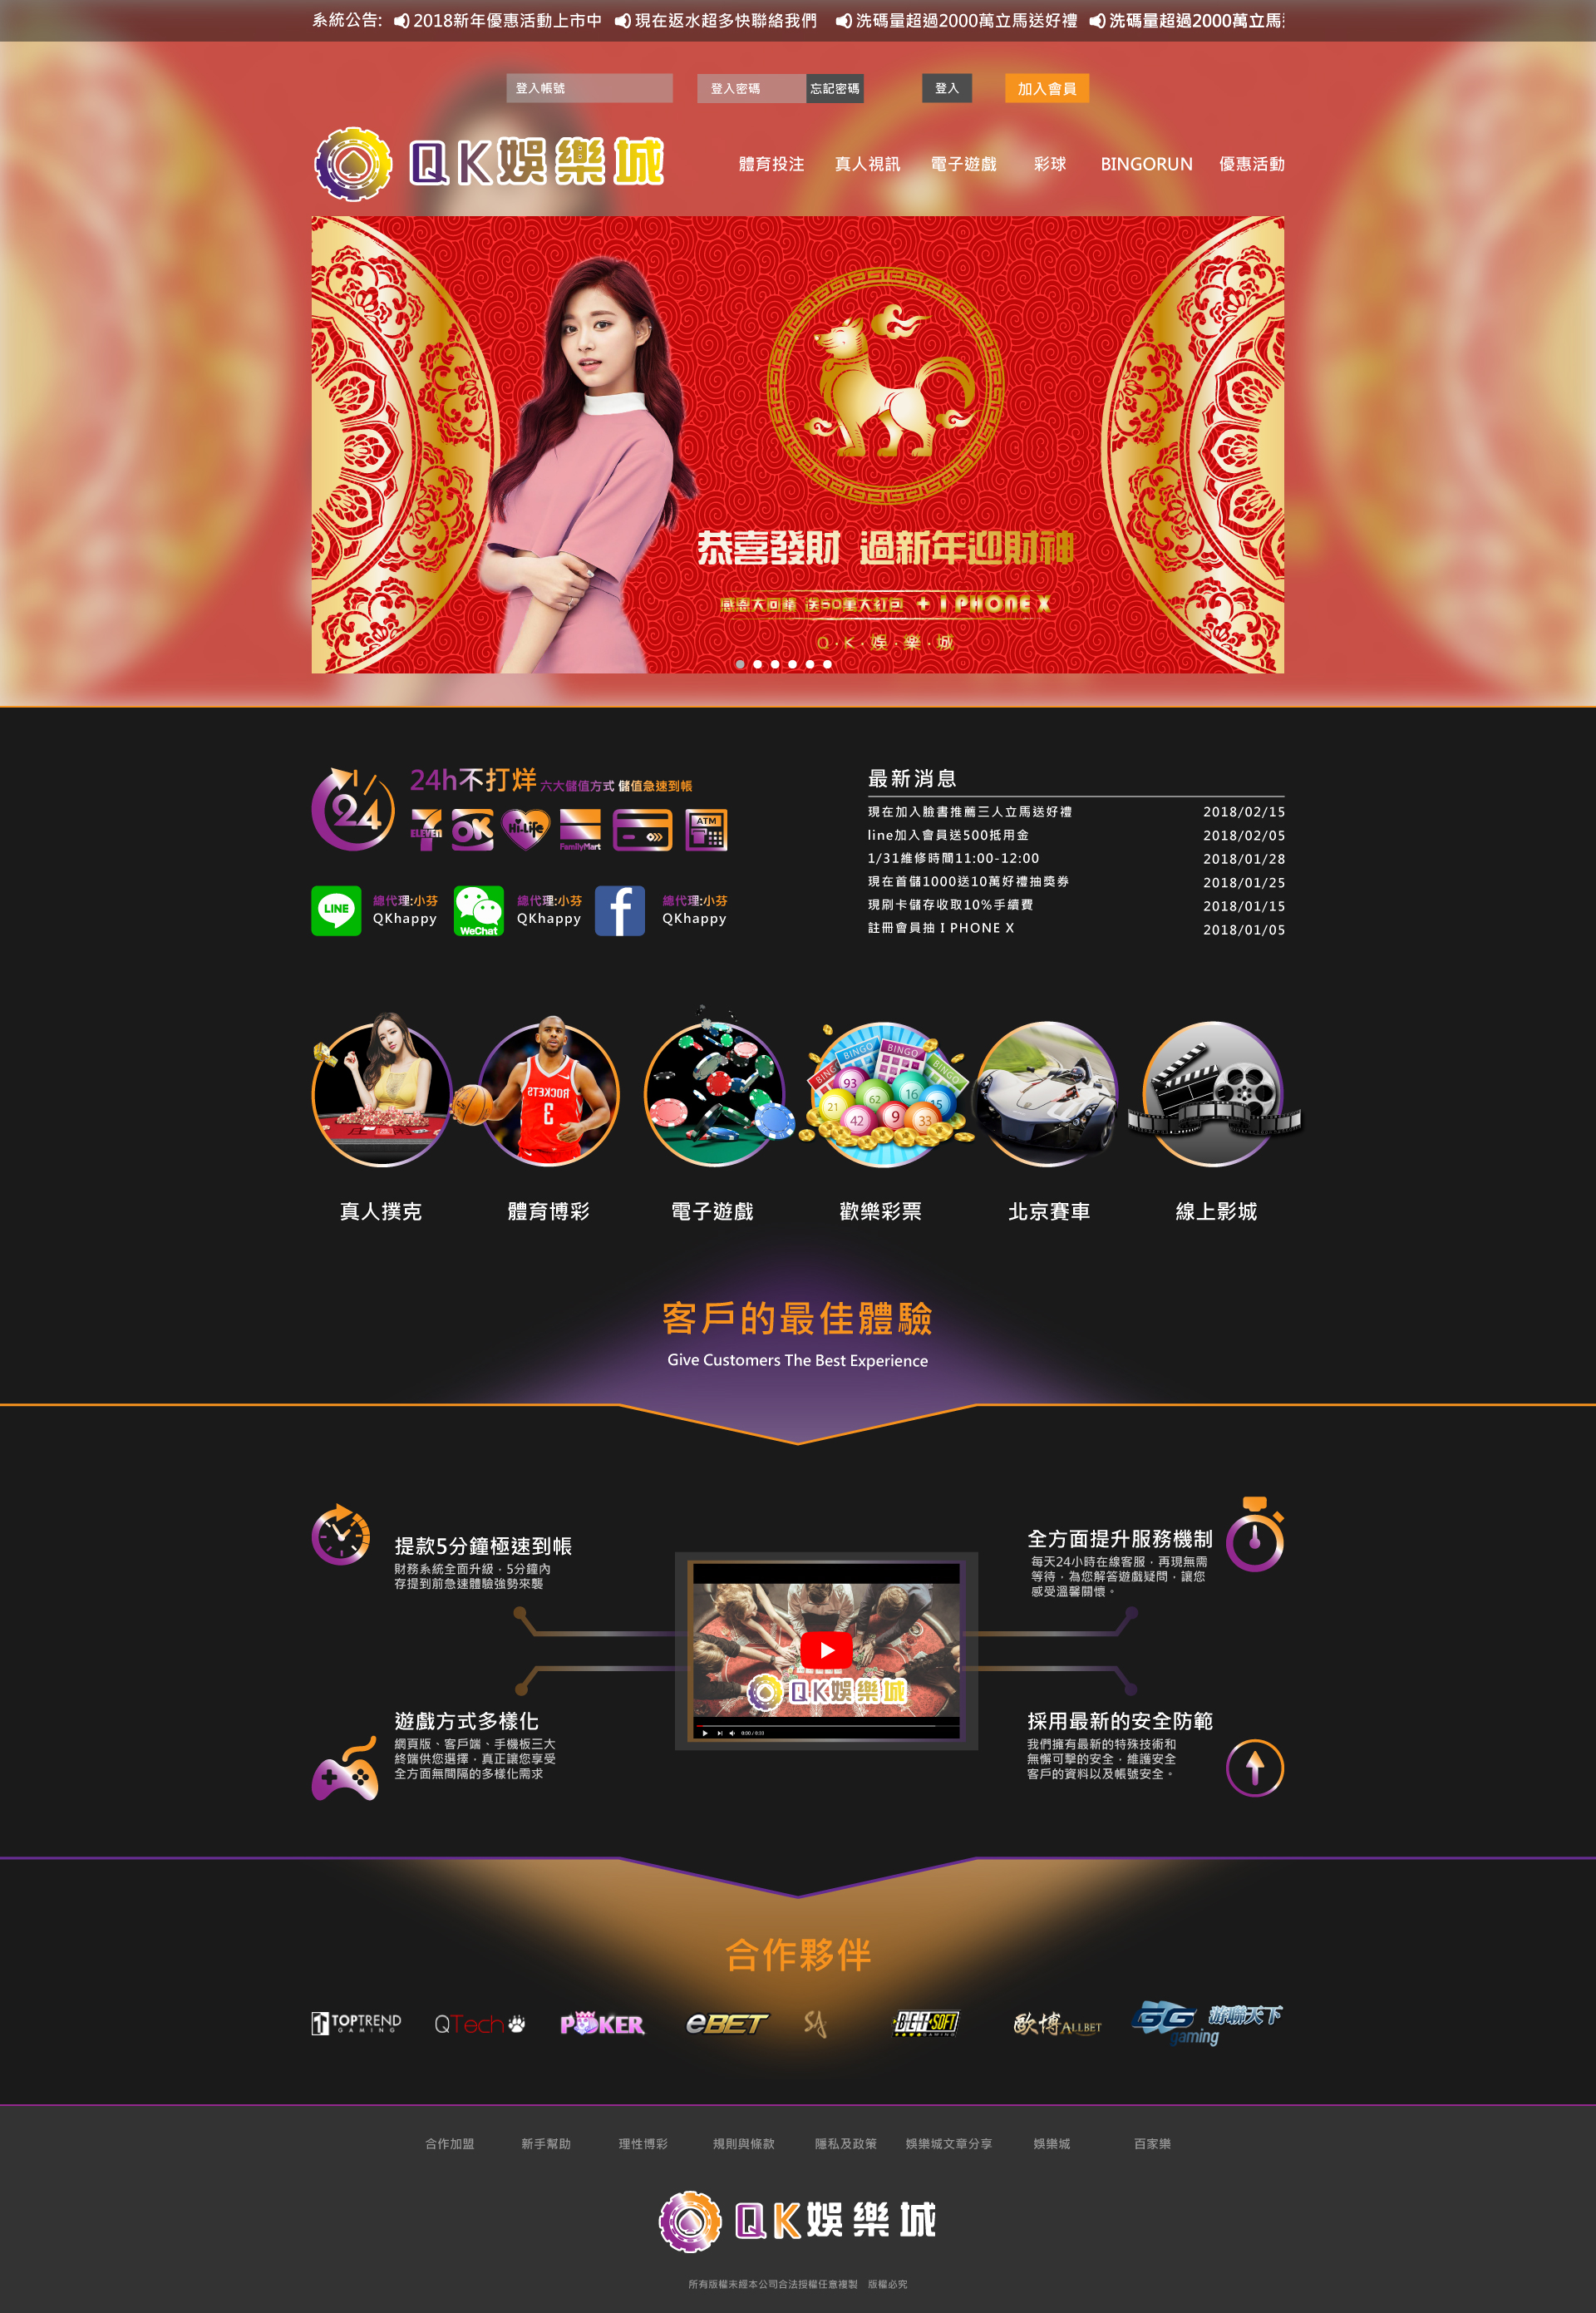 系統公告: 2018新年優惠活動上市中 現在返水超多快聯絡我們 洗碼量超過2000萬立馬送好禮 洗碼量超過2000萬立馬
登入帳號 登入密碼 忘記密碼 登入 加入會員
QK娛樂城
體育投注 真人視訊 電子遊戲 彩球 BINGORUN 優惠活動
恭喜發財 過新年迎財神
感恩大回饋 送50萬大紅包 + I PHONE X
Q·K·娛·樂·城
24h不打烊 六大儲值方式 儲值急速到帳
24
7 ELEVEN OK Hi-Life FamilyMart ATM
LINE 總代理:小芬 QKhappy
WeChat 總代理:小芬 QKhappy
f 總代理:小芬 QKhappy
最新消息
現在加入臉書推薦三人立馬送好禮 2018/02/15
line加入會員送500抵用金 2018/02/05
1/31維修時間11:00-12:00 2018/01/28
現在首儲1000送10萬好禮抽獎券 2018/01/25
現刷卡儲存收取10%手續費 2018/01/15
註冊會員抽 I PHONE X 2018/01/05
ROCKETS
3
BINGO BINGO BINGO BINGO
93 62 16 15 21 42 9 33
真人撲克 體育博彩 電子遊戲 歡樂彩票 北京賽車 線上影城
客戶的最佳體驗
Give Customers The Best Experience
提款5分鐘極速到帳
財務系統全面升級，5分鐘內
存提到前急速體驗強勢來襲
全方面提升服務機制
每天24小時在線客服，再現無需
等待，為您解答遊戲疑問，讓您
感受溫馨關懷。
QK娛樂城
0:00 / 0:33
遊戲方式多樣化
網頁版、客戶端、手機板三大
終端供您選擇，真正讓您享受
全方面無間隔的多樣化需求
採用最新的安全防範
我們擁有最新的特殊技術和
無懈可擊的安全，維護安全
客戶的資料以及帳號安全。
合作夥伴
TOPTREND GAMING QTech POKER eBET SA BETSOFT GAMING 歐博 ALLBET GG gaming 游聯天下
合作加盟 新手幫助 理性博彩 規則與條款 隱私及政策 娛樂城文章分享 娛樂城 百家樂
QK娛樂城
所有版權末經本公司合法授權任意複製 版權必究